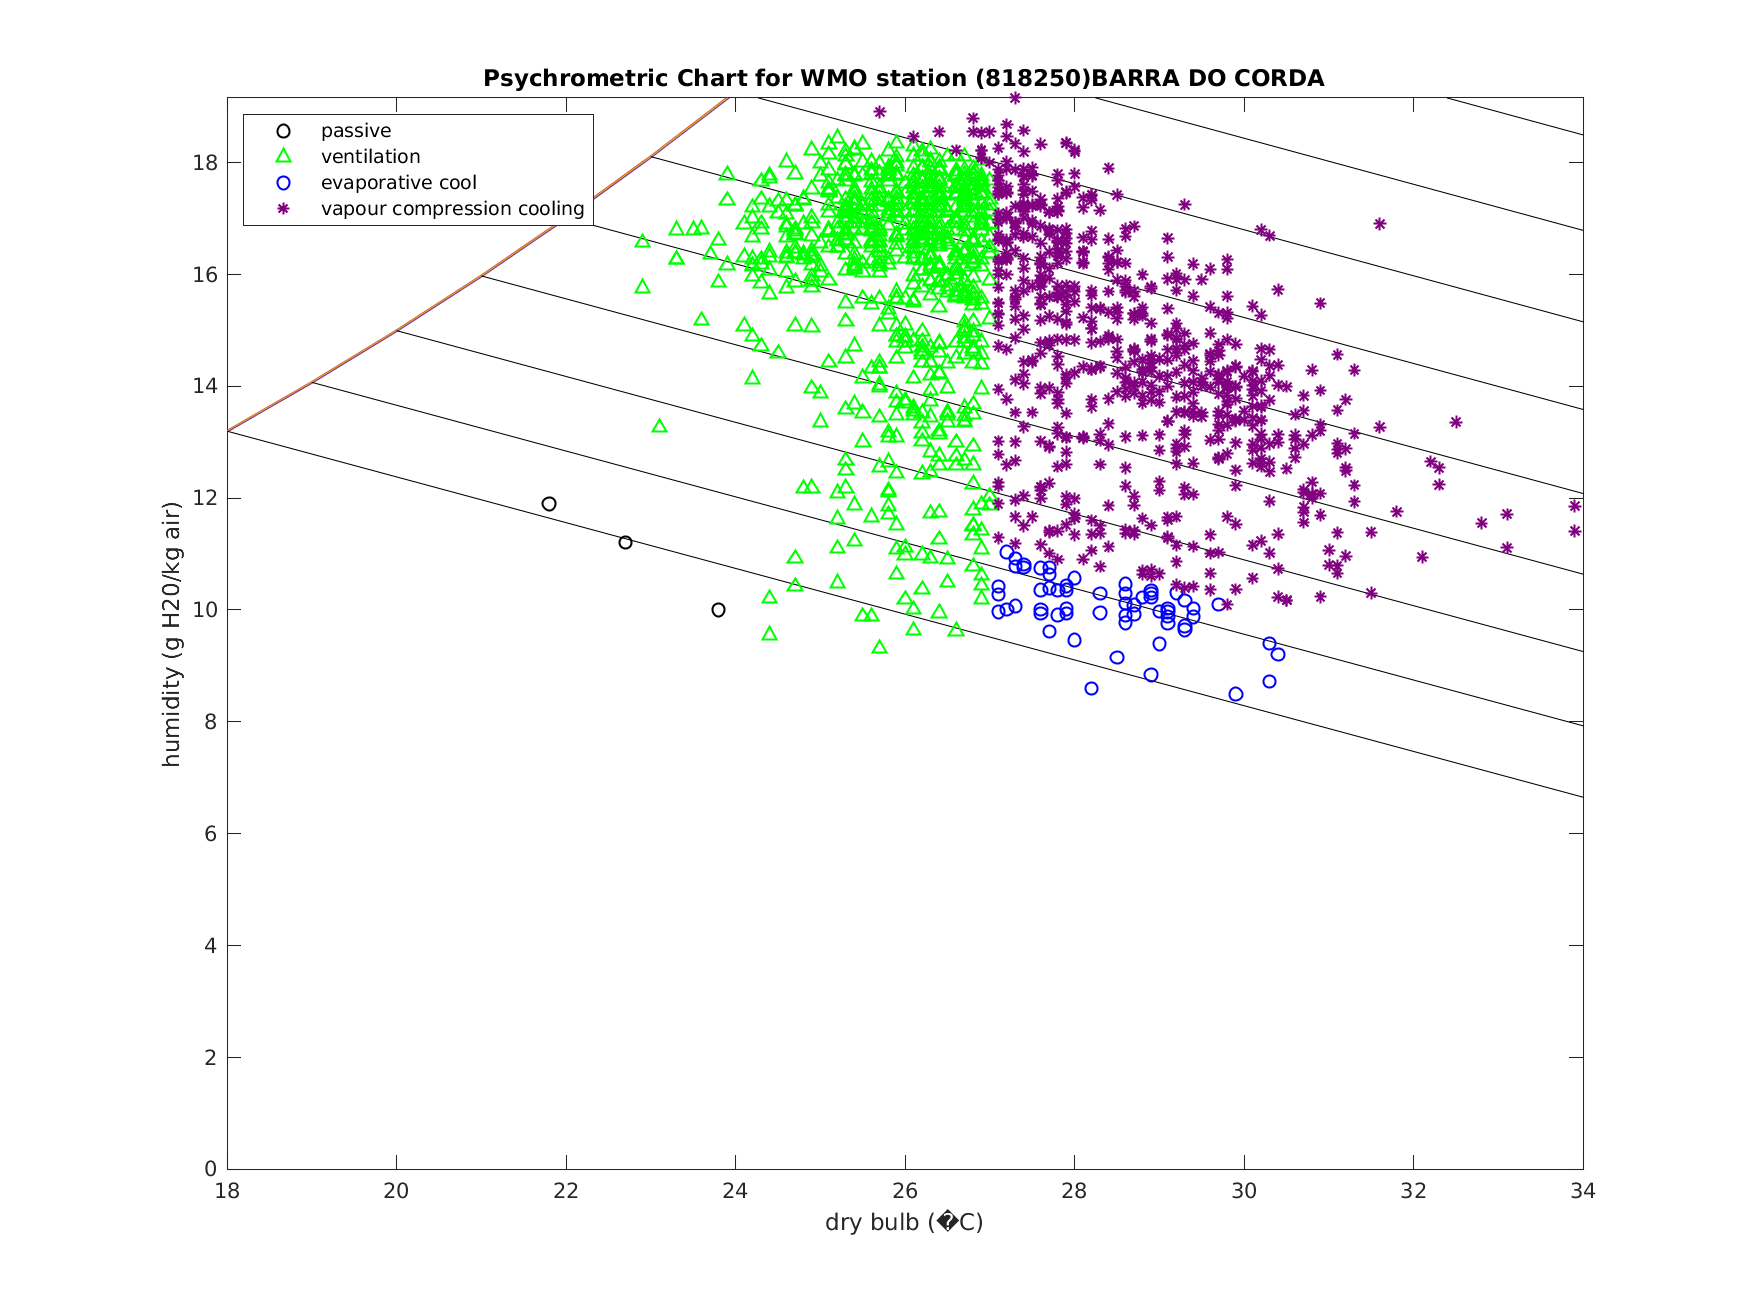 Psychrometric Chart for WMO station (818250)BARRA DO CORDA
passive
ventilation
evaporative cool
vapour compression cooling
humidity (g H20/kg air)
18
16
14
12
10
8
6
4
2
0
18 20 22 24 26 28 30 32 34
dry bulb (�C)